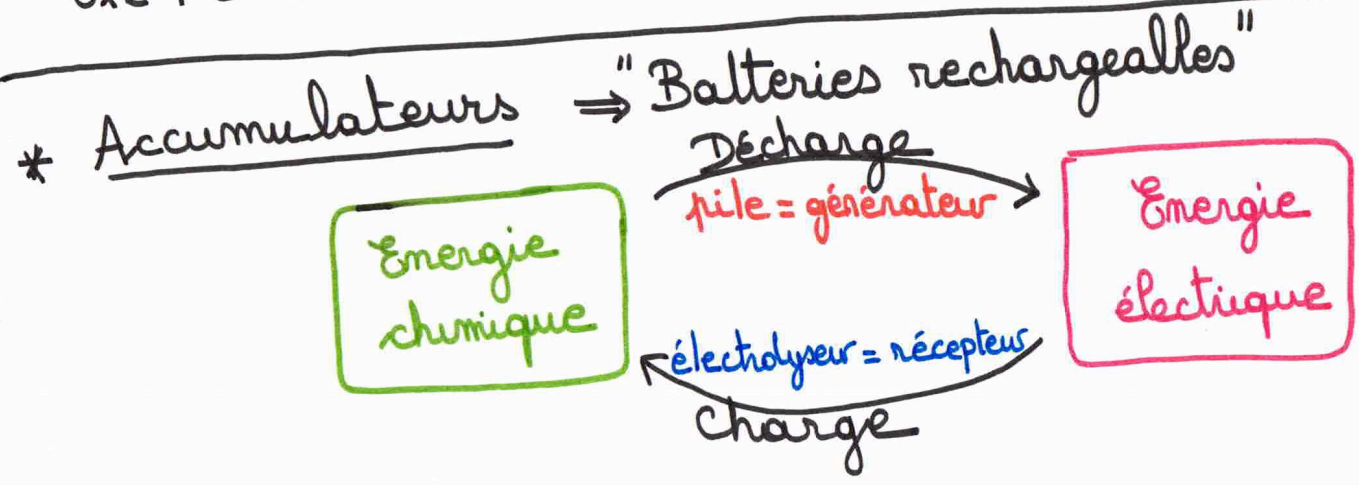 * Accumulateurs ⇒ "Batteries rechargeables"
Décharge
pile = générateur
Energie
chimique
Energie
électrique
électrolyseur = récepteur
Charge